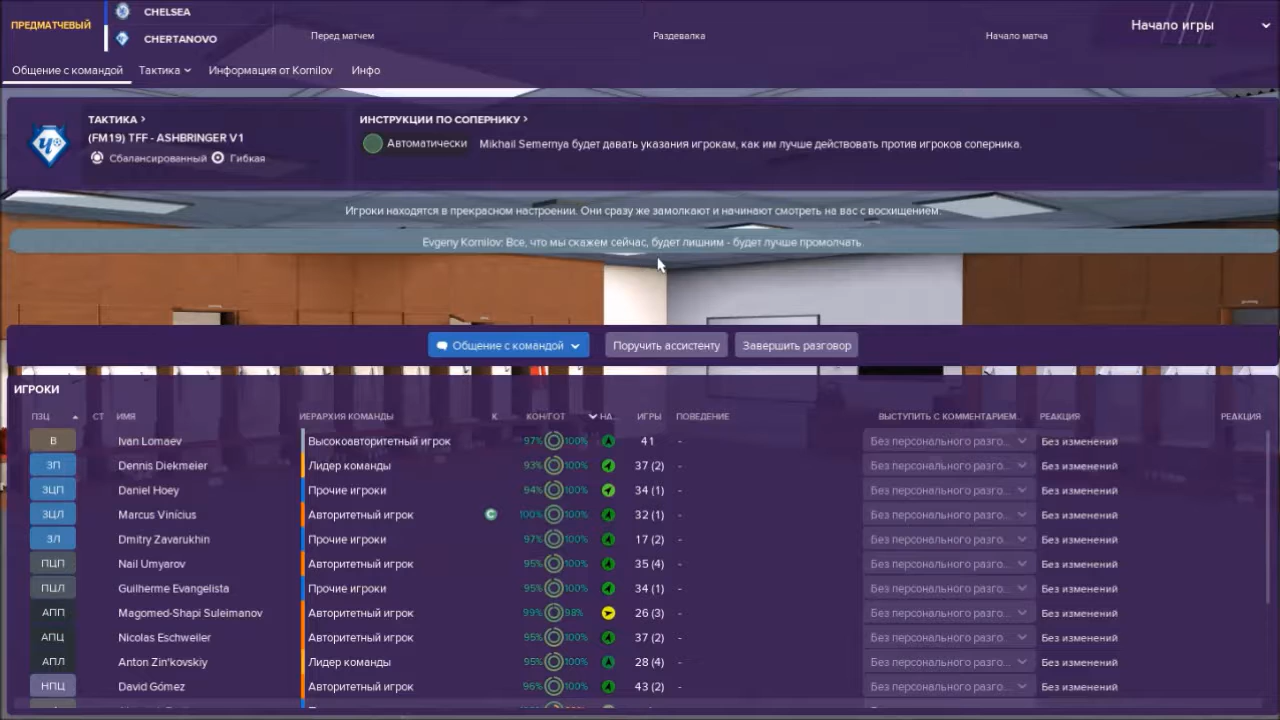 ПРЕДМАТЧЕВЫЙ
CHELSEA
CHERTANOVO
Перед матчем
Раздевалка
Начало матча
Начало игры
Общение с командой Тактика Информация от Kornilov Инфо
ТАКТИКА >
(FM19) TFF - ASHBRINGER V1
Сбалансированный Гибкая
ИНСТРУКЦИИ ПО СОПЕРНИКУ >
Автоматически Mikhail Semernya будет давать указания игрокам, как им лучше действовать против игроков соперника.
Игроки находятся в прекрасном настроении. Они сразу же замолкают и начинают смотреть на вас с восхищением.
Evgeny Kornilov: Все, что мы скажем сейчас, будет лишним - будет лучше промолчать.
Общение с командой Поручить ассистенту Завершить разговор
ИГРОКИ
ПЗЦ СТ ИМЯ ИЕРАРХИЯ КОМАНДЫ К. КОН/ГОТ НА... ИГРЫ ПОВЕДЕНИЕ ВЫСТУПИТЬ С КОММЕНТАРИЕМ... РЕАКЦИЯ РЕАКЦИЯ
В Ivan Lomaev Высокоавторитетный игрок 97% 100% 41 - Без персонального разго... Без изменений
ЗП Dennis Diekmeier Лидер команды 93% 100% 37 (2) - Без персонального разго... Без изменений
ЗЦП Daniel Hoey Прочие игроки 94% 100% 34 (1) - Без персонального разго... Без изменений
ЗЦЛ Marcus Vinícius Авторитетный игрок C 100% 100% 32 (1) - Без персонального разго... Без изменений
ЗЛ Dmitry Zavarukhin Прочие игроки 97% 100% 17 (2) - Без персонального разго... Без изменений
ПЦП Nail Umyarov Авторитетный игрок 95% 100% 35 (4) - Без персонального разго... Без изменений
ПЦЛ Guilherme Evangelista Прочие игроки 95% 100% 34 (1) - Без персонального разго... Без изменений
АПП Magomed-Shapi Suleimanov Авторитетный игрок 99% 98% 26 (3) - Без персонального разго... Без изменений
АПЦ Nicolas Eschweiler Авторитетный игрок 95% 100% 37 (2) - Без персонального разго... Без изменений
АПЛ Anton Zin'kovskiy Лидер команды 95% 100% 28 (4) - Без персонального разго... Без изменений
НПЦ David Gómez Авторитетный игрок 96% 100% 43 (2) - Без персонального разго... Без изменений